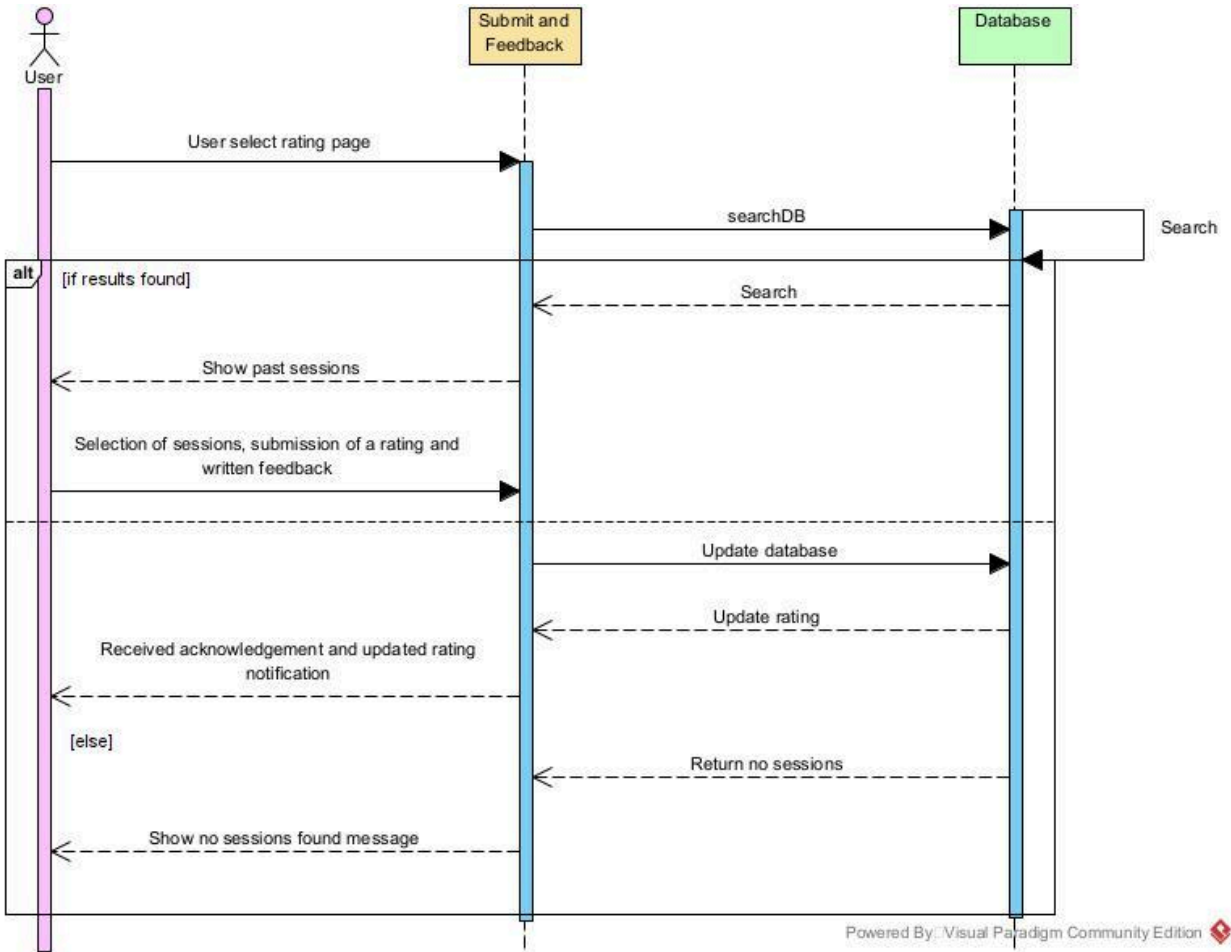 User
Submit and
Feedback
Database
User select rating page
searchDB
Search
alt
[if results found]
Search
Show past sessions
Selection of sessions, submission of a rating and
written feedback
Update database
Update rating
Received acknowledgement and updated rating
notification
[else]
Return no sessions
Show no sessions found message
Powered By Visual Paradigm Community Edition